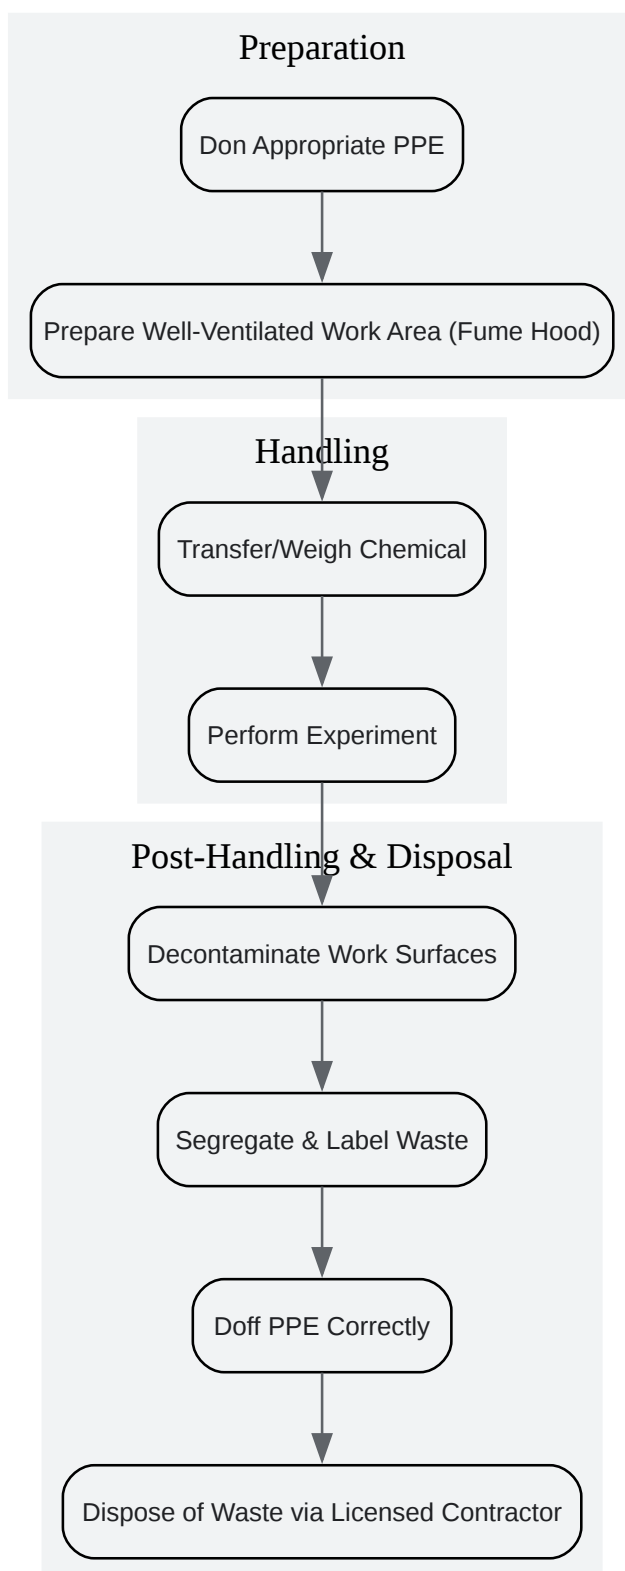 Preparation
Don Appropriate PPE
Prepare Well-Ventilated Work Area (Fume Hood)
Handling
Transfer/Weigh Chemical
Perform Experiment
Post-Handling & Disposal
Decontaminate Work Surfaces
Segregate & Label Waste
Doff PPE Correctly
Dispose of Waste via Licensed Contractor